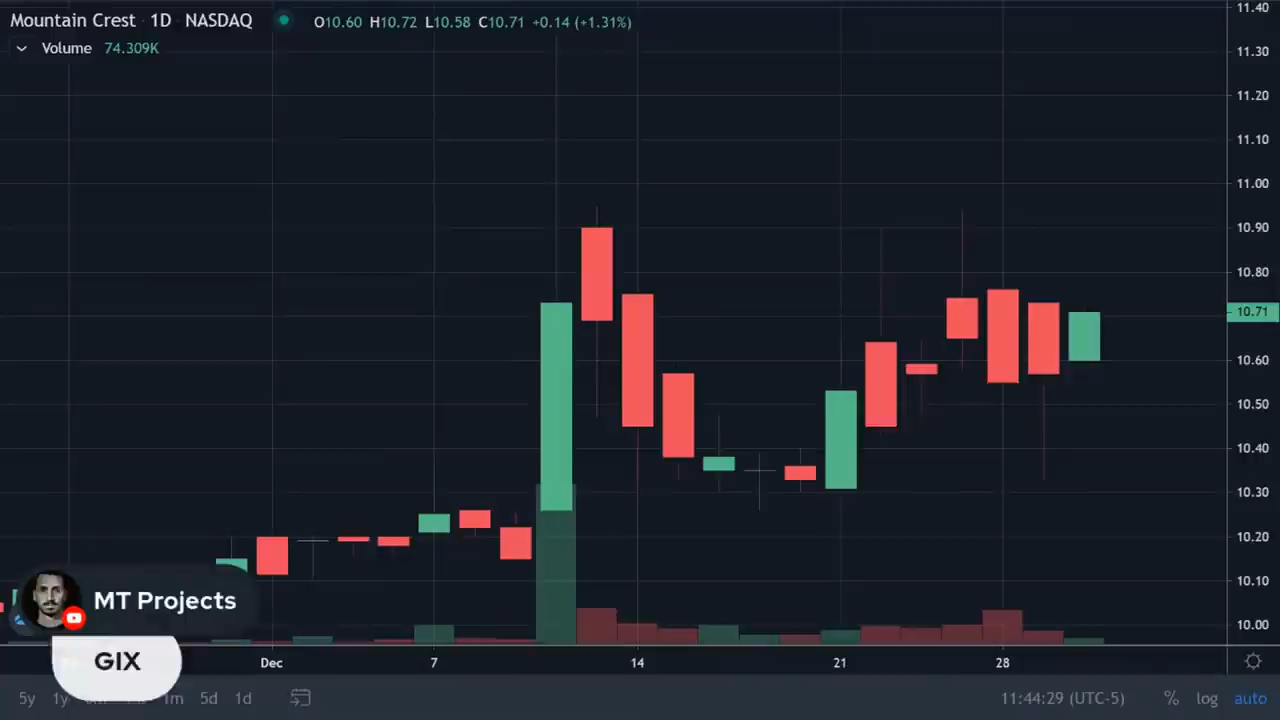 Mountain Crest · 1D · NASDAQ O10.60 H10.72 L10.58 C10.71 +0.14 (+1.31%)
Volume 74.309K
11.40
11.30
11.20
11.10
11.00
10.90
10.80
10.71
10.60
10.50
10.40
10.30
10.20
10.10
10.00
MT Projects
GIX
Dec 7 14 21 28
5y 1y 1m 5d 1d 11:44:29 (UTC-5) % log auto